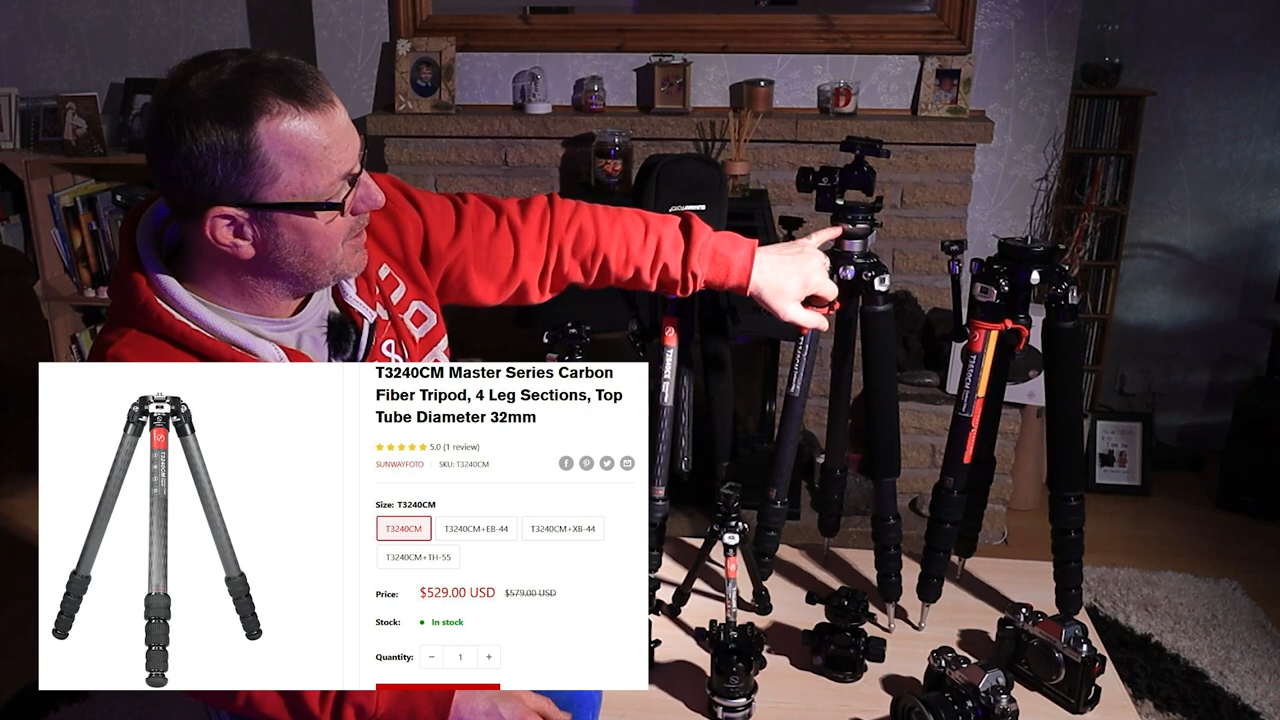 T3240CM Master Series Carbon
Fiber Tripod, 4 Leg Sections, Top
Tube Diameter 32mm
5.0 (1 review)
SUNWAYFOTO SKU: T3240CM
Size: T3240CM
T3240CM T3240CM+EB-44 T3240CM+XB-44
T3240CM+TH-55
Price: $529.00 USD $579.00 USD
Stock: In stock
Quantity: − 1 +
T3240CM